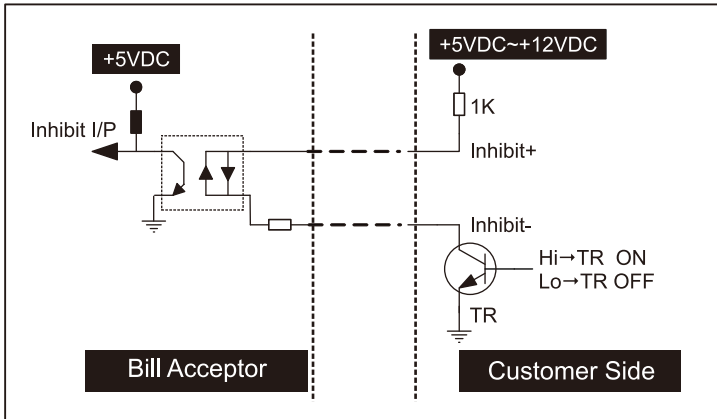 +5VDC
+5VDC~+12VDC
1K
Inhibit I/P
Inhibit+
Inhibit-
Hi→TR ON
Lo→TR OFF
TR
Bill Acceptor
Customer Side